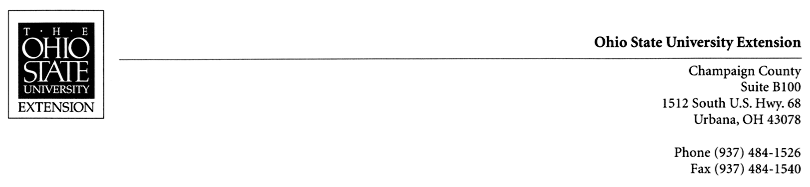 T · H · E
OHIO
STATE
UNIVERSITY
EXTENSION
Ohio State University Extension
Champaign County
Suite B100
1512 South U.S. Hwy. 68
Urbana, OH 43078
Phone (937) 484-1526
Fax (937) 484-1540